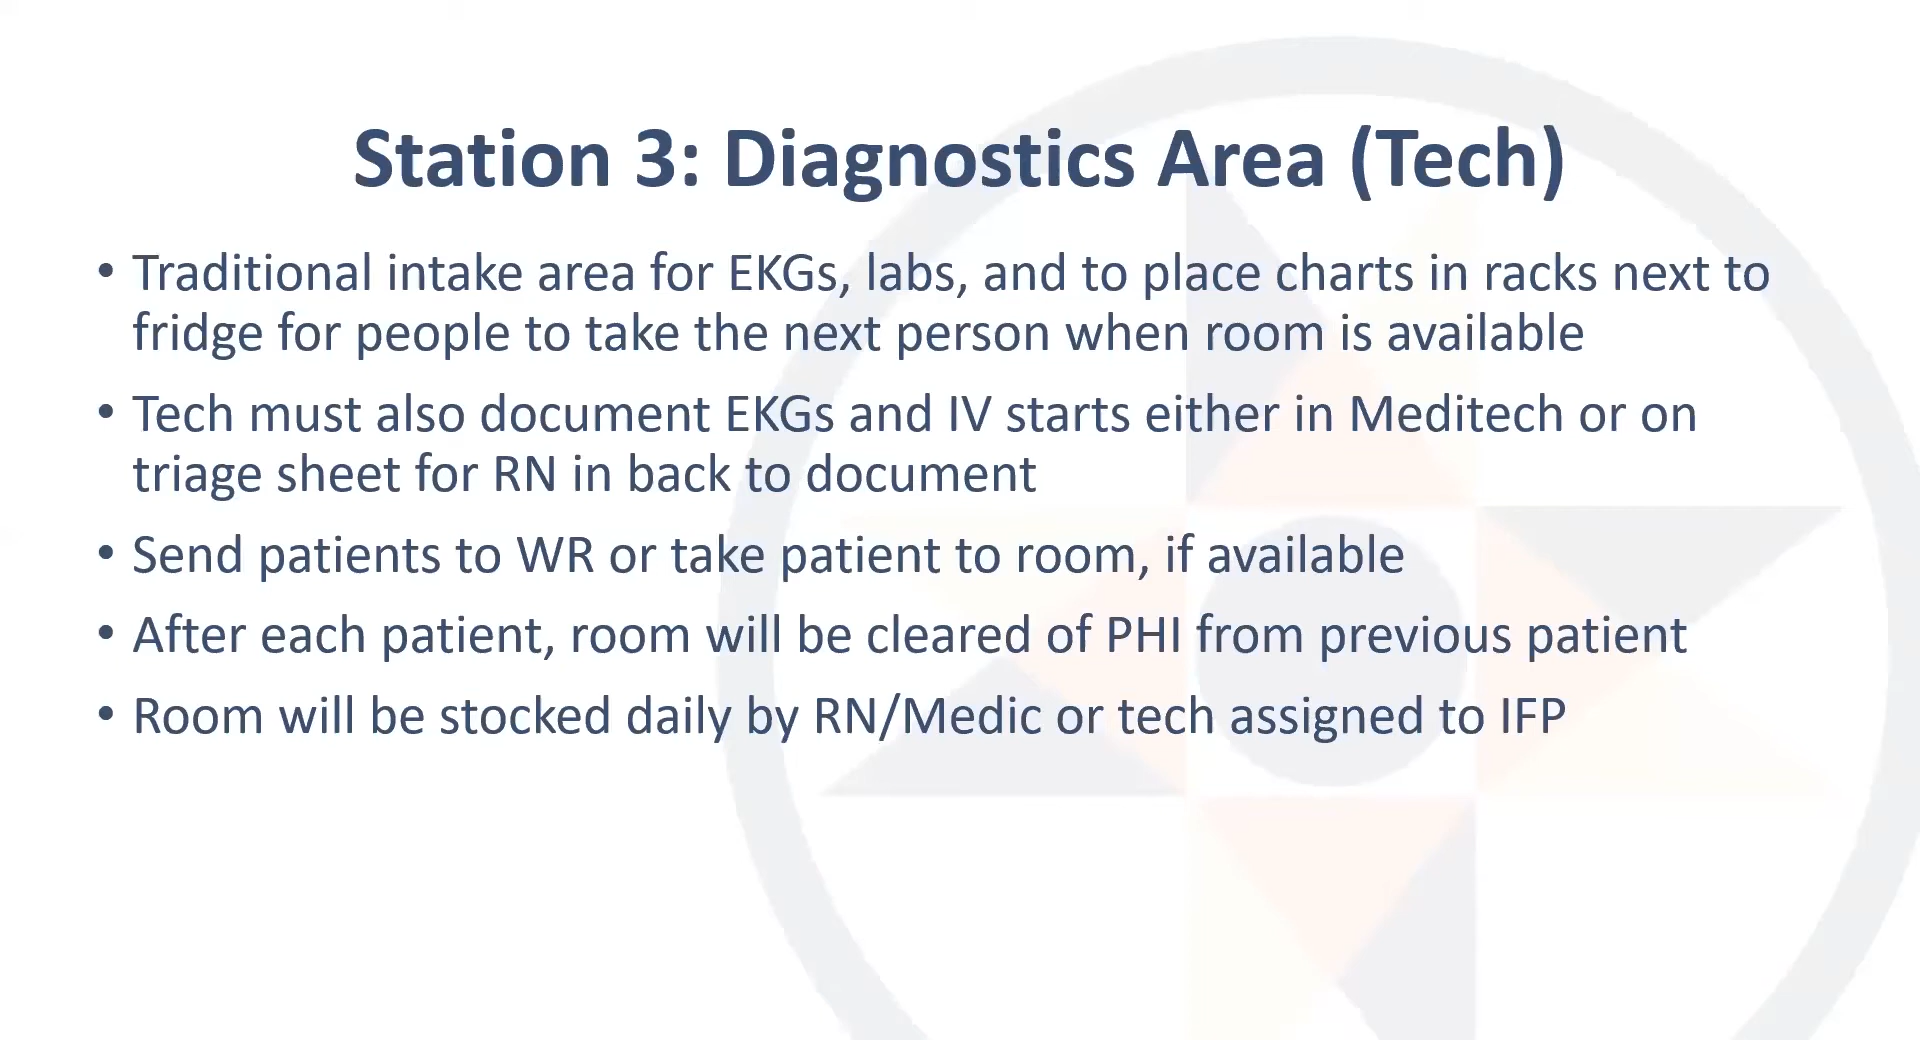 Station 3: Diagnostics Area (Tech)
• Traditional intake area for EKGs, labs, and to place charts in racks next to
fridge for people to take the next person when room is available
• Tech must also document EKGs and IV starts either in Meditech or on
triage sheet for RN in back to document
• Send patients to WR or take patient to room, if available
• After each patient, room will be cleared of PHI from previous patient
• Room will be stocked daily by RN/Medic or tech assigned to IFP